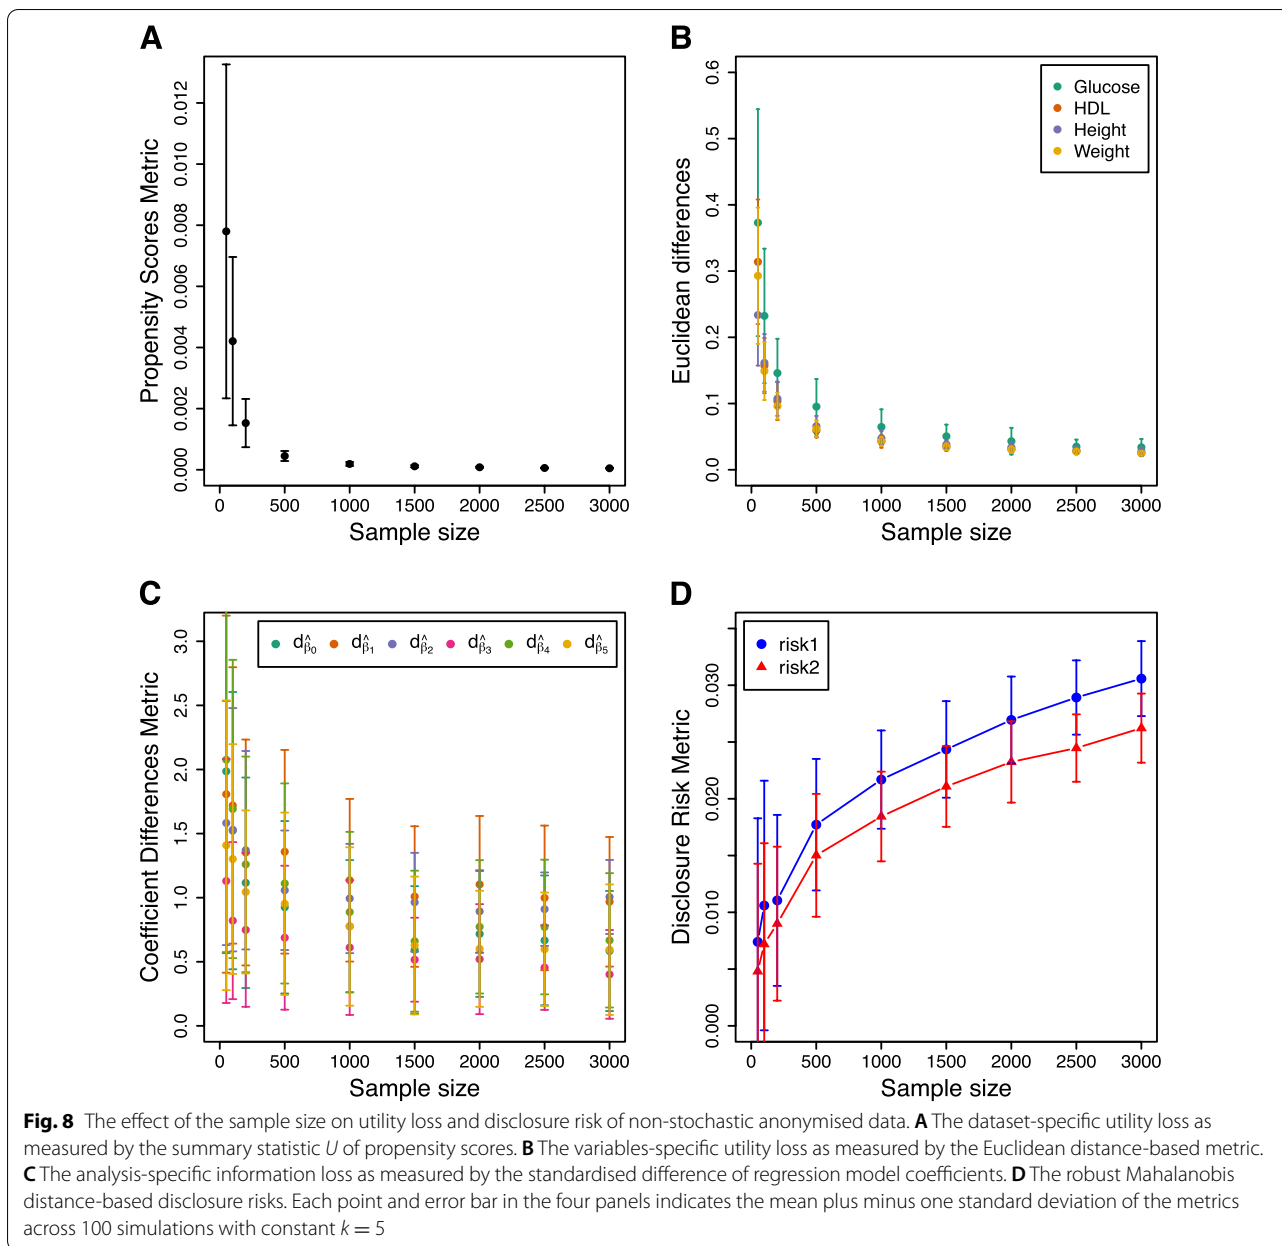 A
Propensity Scores Metric
0.000 0.002 0.004 0.006 0.008 0.010 0.012
0 500 1000 1500 2000 2500 3000
Sample size
B
Euclidean differences
0.0 0.1 0.2 0.3 0.4 0.5 0.6
Glucose
HDL
Height
Weight
0 500 1000 1500 2000 2500 3000
Sample size
C
Coefficient Differences Metric
0.0 0.5 1.0 1.5 2.0 2.5 3.0
d_β̂0 d_β̂1 d_β̂2 d_β̂3 d_β̂4 d_β̂5
0 500 1000 1500 2000 2500 3000
Sample size
D
Disclosure Risk Metric
0.000 0.010 0.020 0.030
risk1
risk2
0 500 1000 1500 2000 2500 3000
Sample size
Fig. 8 The effect of the sample size on utility loss and disclosure risk of non-stochastic anonymised data. A The dataset-specific utility loss as
measured by the summary statistic U of propensity scores. B The variables-specific utility loss as measured by the Euclidean distance-based metric.
C The analysis-specific information loss as measured by the standardised difference of regression model coefficients. D The robust Mahalanobis
distance-based disclosure risks. Each point and error bar in the four panels indicates the mean plus minus one standard deviation of the metrics
across 100 simulations with constant k = 5